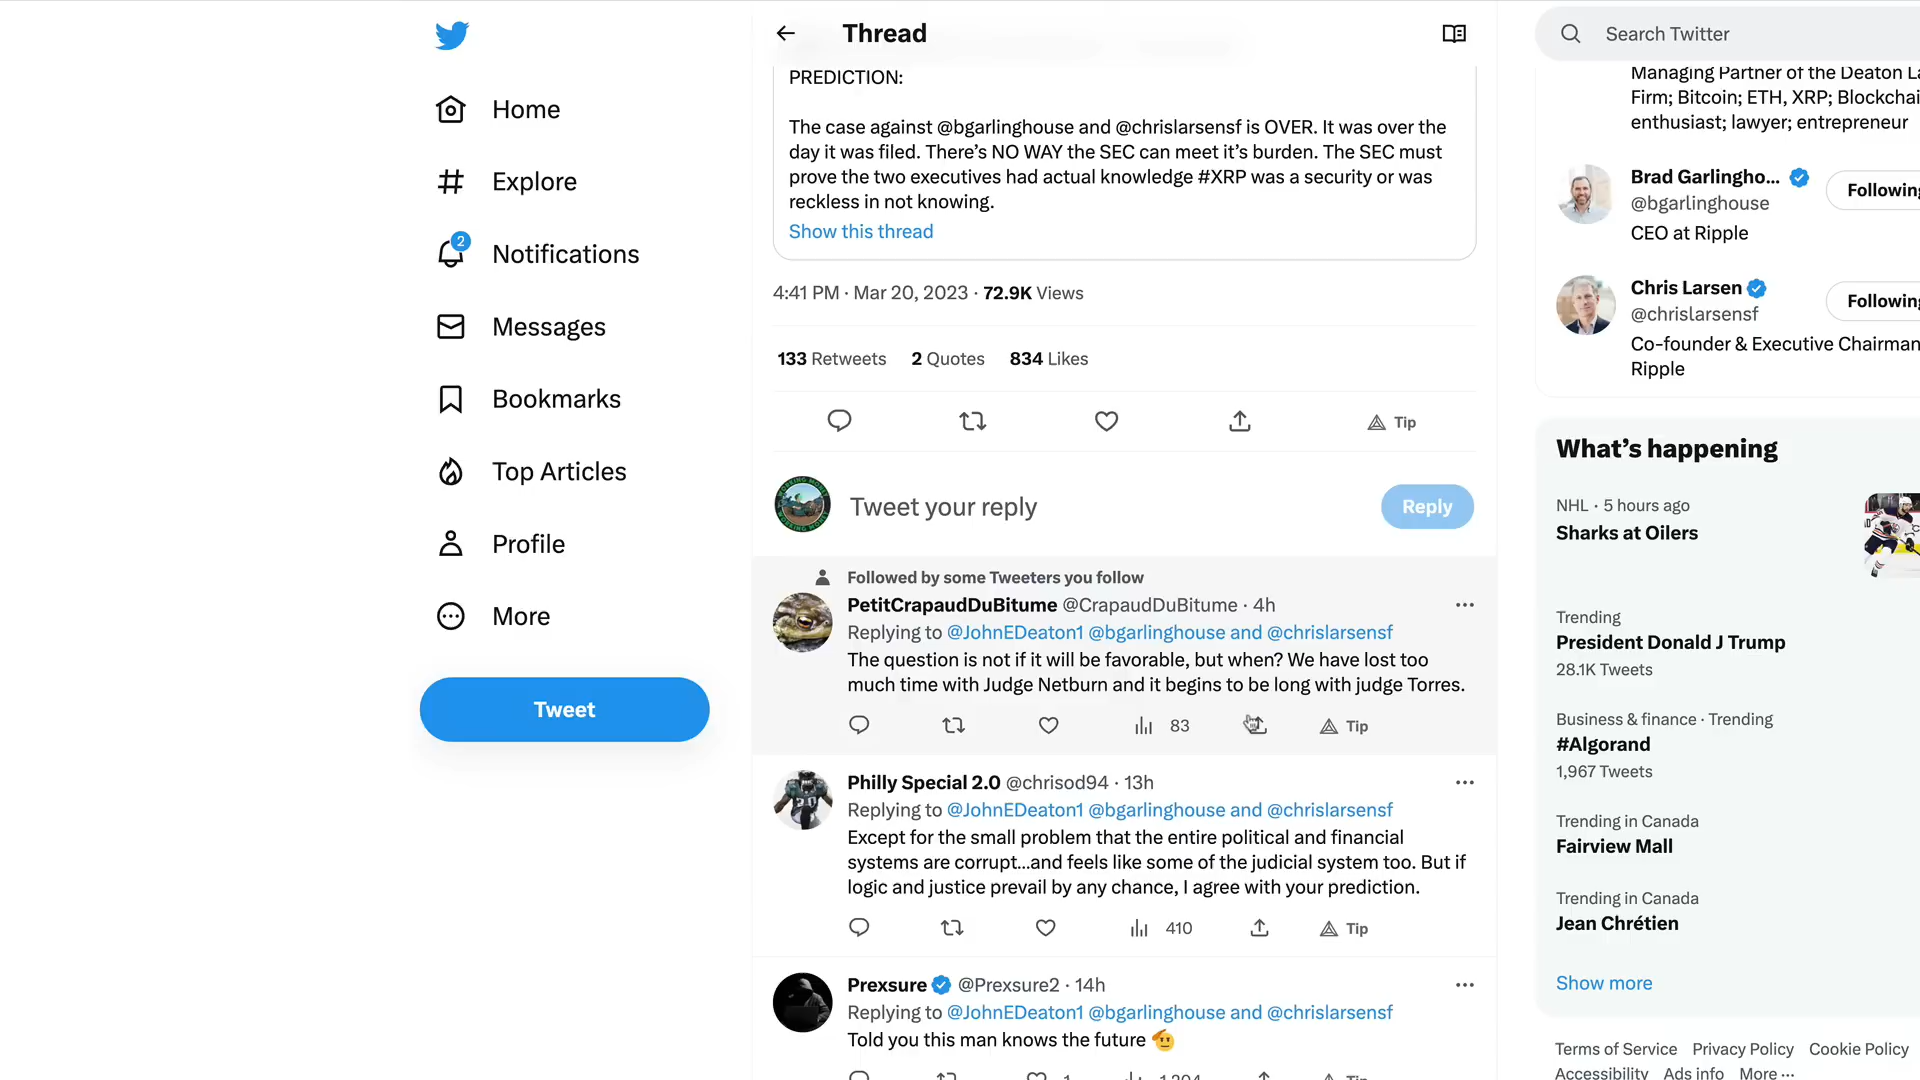 Thread
Search Twitter
Home
Explore
2
Notifications
Messages
Bookmarks
Top Articles
Profile
More
Tweet
PREDICTION:
The case against @bgarlinghouse and @chrislarsensf is OVER. It was over the
day it was filed. There’s NO WAY the SEC can meet it’s burden. The SEC must
prove the two executives had actual knowledge #XRP was a security or was
reckless in not knowing.
Show this thread
4:41 PM · Mar 20, 2023 · 72.9K Views
133 Retweets 2 Quotes 834 Likes
Tip
Tweet your reply
Reply
Followed by some Tweeters you follow
PetitCrapaudDuBitume @CrapaudDuBitume · 4h
Replying to @JohnEDeaton1 @bgarlinghouse and @chrislarsensf
The question is not if it will be favorable, but when? We have lost too
much time with Judge Netburn and it begins to be long with judge Torres.
83 Tip
Philly Special 2.0 @chrisod94 · 13h
Replying to @JohnEDeaton1 @bgarlinghouse and @chrislarsensf
Except for the small problem that the entire political and financial
systems are corrupt...and feels like some of the judicial system too. But if
logic and justice prevail by any chance, I agree with your prediction.
410 Tip
Prexsure @Prexsure2 · 14h
Replying to @JohnEDeaton1 @bgarlinghouse and @chrislarsensf
Told you this man knows the future 🫡
1 1,204 Tip
Managing Partner of the Deaton La
Firm; Bitcoin; ETH, XRP; Blockchai
enthusiast; lawyer; entrepreneur
Brad Garlingho...
@bgarlinghouse
Following
CEO at Ripple
Chris Larsen
@chrislarsensf
Following
Co-founder & Executive Chairman
Ripple
What’s happening
NHL · 5 hours ago
Sharks at Oilers
Trending
President Donald J Trump
28.1K Tweets
Business & finance · Trending
#Algorand
1,967 Tweets
Trending in Canada
Fairview Mall
Trending in Canada
Jean Chrétien
Show more
Terms of Service Privacy Policy Cookie Policy
Accessibility Ads info More ···